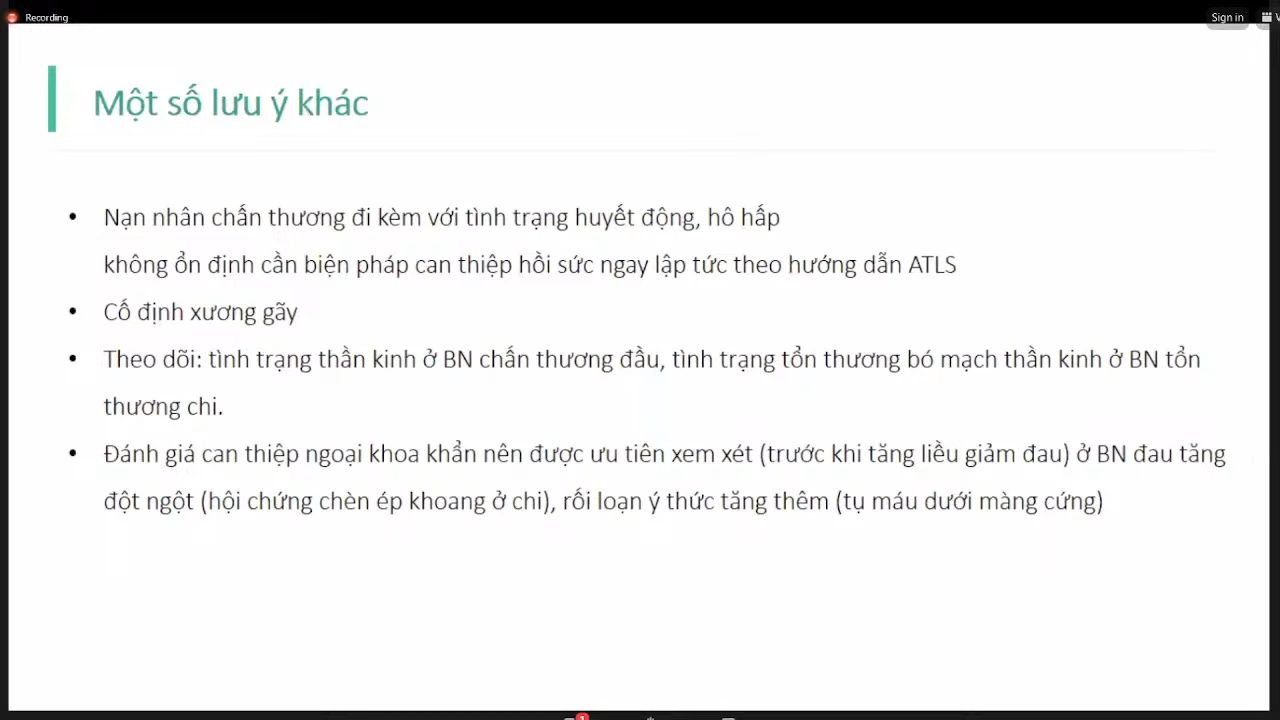 Recording
Sign in
Một số lưu ý khác
• Nạn nhân chấn thương đi kèm với tình trạng huyết động, hô hấp
không ổn định cần biện pháp can thiệp hồi sức ngay lập tức theo hướng dẫn ATLS
• Cố định xương gãy
• Theo dõi: tình trạng thần kinh ở BN chấn thương đầu, tình trạng tổn thương bó mạch thần kinh ở BN tổn
thương chi.
• Đánh giá can thiệp ngoại khoa khẩn nên được ưu tiên xem xét (trước khi tăng liều giảm đau) ở BN đau tăng
đột ngột (hội chứng chèn ép khoang ở chi), rối loạn ý thức tăng thêm (tụ máu dưới màng cứng)